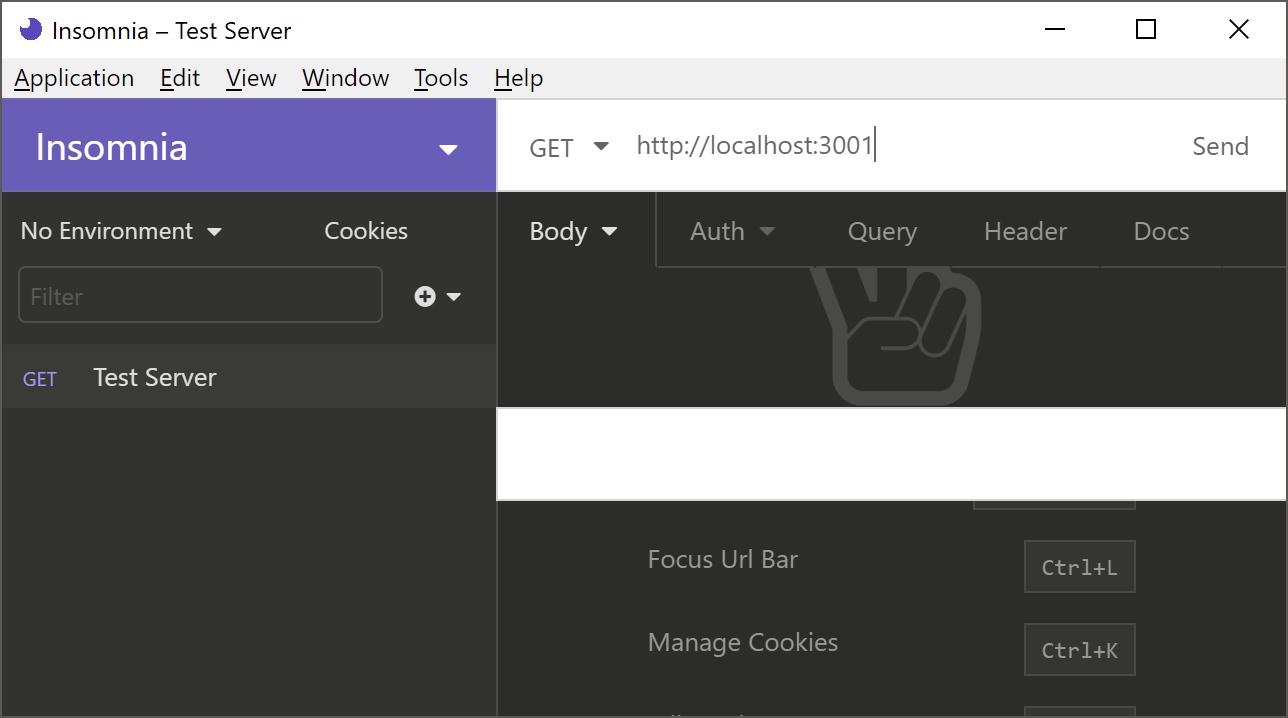 Insomnia – Test Server
Application Edit View Window Tools Help
Insomnia
GET http://localhost:3001 Send
No Environment Cookies
Body Auth Query Header Docs
Filter
GET Test Server
Focus Url Bar Ctrl+L
Manage Cookies Ctrl+K